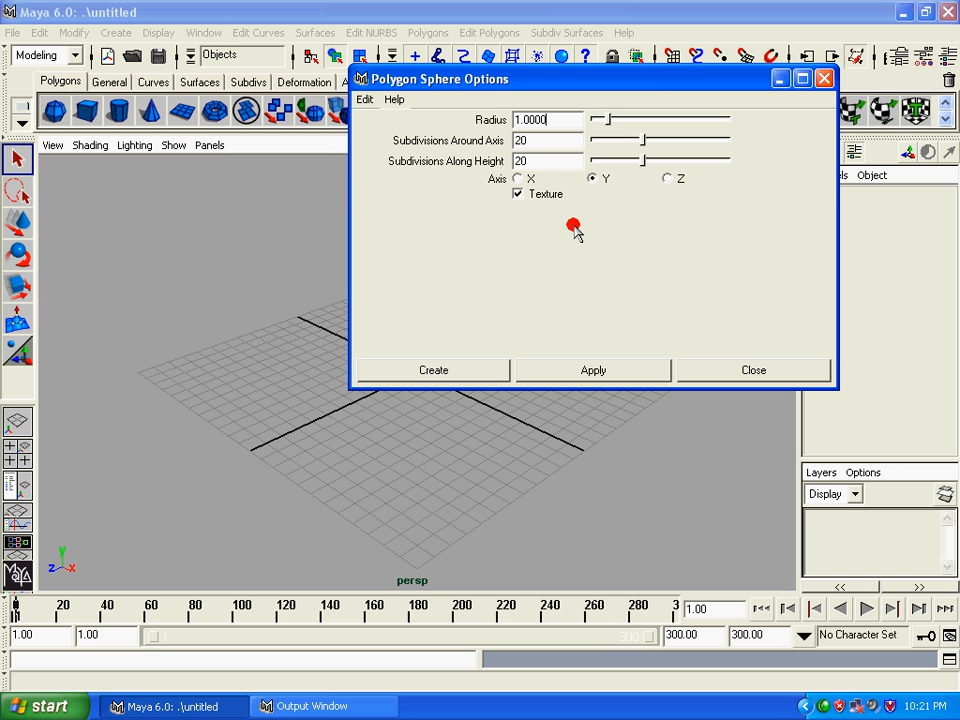 Maya 6.0: .\untitled
File Edit Modify Create Display Window Edit Curves Surfaces Edit NURBS Polygons Edit Polygons Subdiv Surfaces Help
Modeling Objects
Polygons General Curves Surfaces Subdivs Deformation
Polygon Sphere Options
Edit Help
Radius 1.0000
Subdivisions Around Axis 20
Subdivisions Along Height 20
Axis X Y Z
Texture
Create Apply Close
View Shading Lighting Show Panels
Object
y
z x
persp
Layers Options
Display
<< >>
20 40 60 80 100 120 140 160 180 200 220 240 260 280 3 1.00
1.00 1.00 1 300 300.00 300.00 No Character Set
start Maya 6.0: .\untitled Output Window 10:21 PM